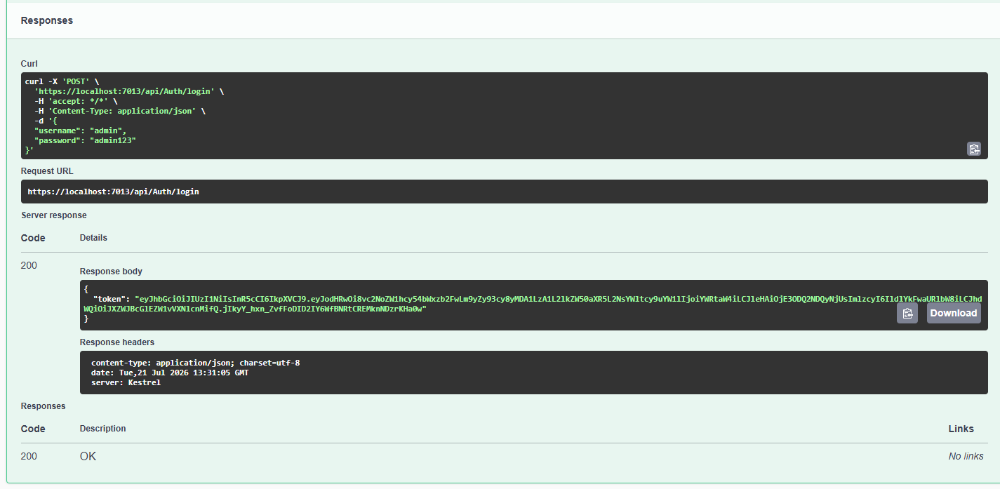 Responses
Curl
curl -X 'POST' \
'https://localhost:7013/api/Auth/login' \
-H 'accept: */*' \
-H 'Content-Type: application/json' \
-d '{
"username": "admin",
"password": "admin123"
}'
Request URL
https://localhost:7013/api/Auth/login
Server response
Code Details
200
Response body
{
"token": "eyJhbGciOiJIUzI1NiIsInR5cCI6IkpXVCJ9.eyJodHRwOi8vc2NoZW1hcy54bWxzb2FwLm9yZy93cy8yMDA1LzA1L2lkZW50aXR5L2NsYWltcy9uYW1lIjoiYWRtaW4iLCJleHAiOjE3ODQ2NDQyNjUsImlzcyI6IldlYkFwaURlbW8iLCJhd
WQiOiJXZWJBcGlEZW1vVXNlcnMifQ.jIkyY_hxn_ZvfFoDID2IY6WfBNRtCREMknNDzrKHa0w"
}
Download
Response headers
content-type: application/json; charset=utf-8
date: Tue,21 Jul 2026 13:31:05 GMT
server: Kestrel
Responses
Code Description Links
200 OK No links